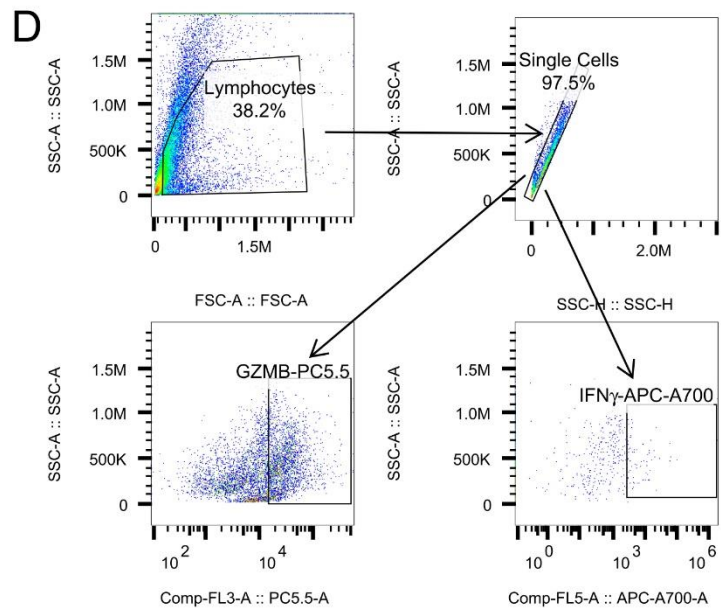 D
SSC-A :: SSC-A
1.5M
1.0M
500K
0
Lymphocytes
38.2%
0
1.5M
FSC-A :: FSC-A
SSC-A :: SSC-A
1.5M
1.0M
500K
0
Single Cells
97.5%
0
2.0M
SSC-H :: SSC-H
SSC-A :: SSC-A
1.5M
1.0M
500K
0
GZMB-PC5.5
10^2
10^4
Comp-FL3-A :: PC5.5-A
SSC-A :: SSC-A
1.5M
1.0M
500K
0
IFNγ-APC-A700
10^0
10^3
10^6
Comp-FL5-A :: APC-A700-A